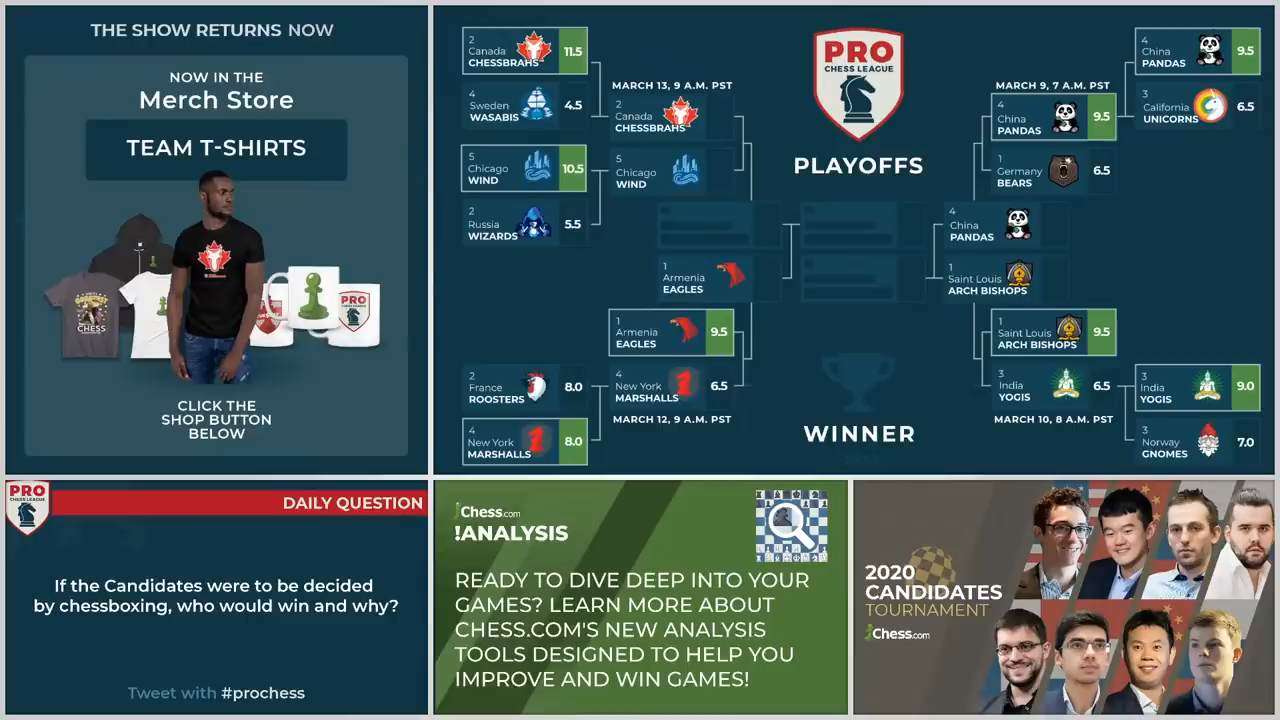 THE SHOW RETURNS NOW
NOW IN THE
Merch Store
TEAM T-SHIRTS
CHESS
PRO
CLICK THE
SHOP BUTTON
BELOW
2
Canada
CHESSBRAHS
11.5
4
Sweden
WASABIS
4.5
5
Chicago
WIND
10.5
2
Russia
WIZARDS
5.5
MARCH 13, 9 A.M. PST
2
Canada
CHESSBRAHS
5
Chicago
WIND
1
Armenia
EAGLES
1
Armenia
EAGLES
9.5
4
New York
MARSHALLS
6.5
MARCH 12, 9 A.M. PST
2
France
ROOSTERS
8.0
4
New York
MARSHALLS
8.0
PRO
CHESS LEAGUE
PLAYOFFS
WINNER
4
China
PANDAS
9.5
3
California
UNICORNS
6.5
MARCH 9, 7 A.M. PST
4
China
PANDAS
9.5
1
Germany
BEARS
6.5
4
China
PANDAS
1
Saint Louis
ARCH BISHOPS
1
Saint Louis
ARCH BISHOPS
9.5
3
India
YOGIS
6.5
MARCH 10, 8 A.M. PST
3
India
YOGIS
9.0
3
Norway
GNOMES
7.0
PRO
CHESS LEAGUE
DAILY QUESTION
If the Candidates were to be decided
by chessboxing, who would win and why?
Tweet with #prochess
Chess.com
!ANALYSIS
READY TO DIVE DEEP INTO YOUR
GAMES? LEARN MORE ABOUT
CHESS.COM'S NEW ANALYSIS
TOOLS DESIGNED TO HELP YOU
IMPROVE AND WIN GAMES!
2020
CANDIDATES
TOURNAMENT
Chess.com